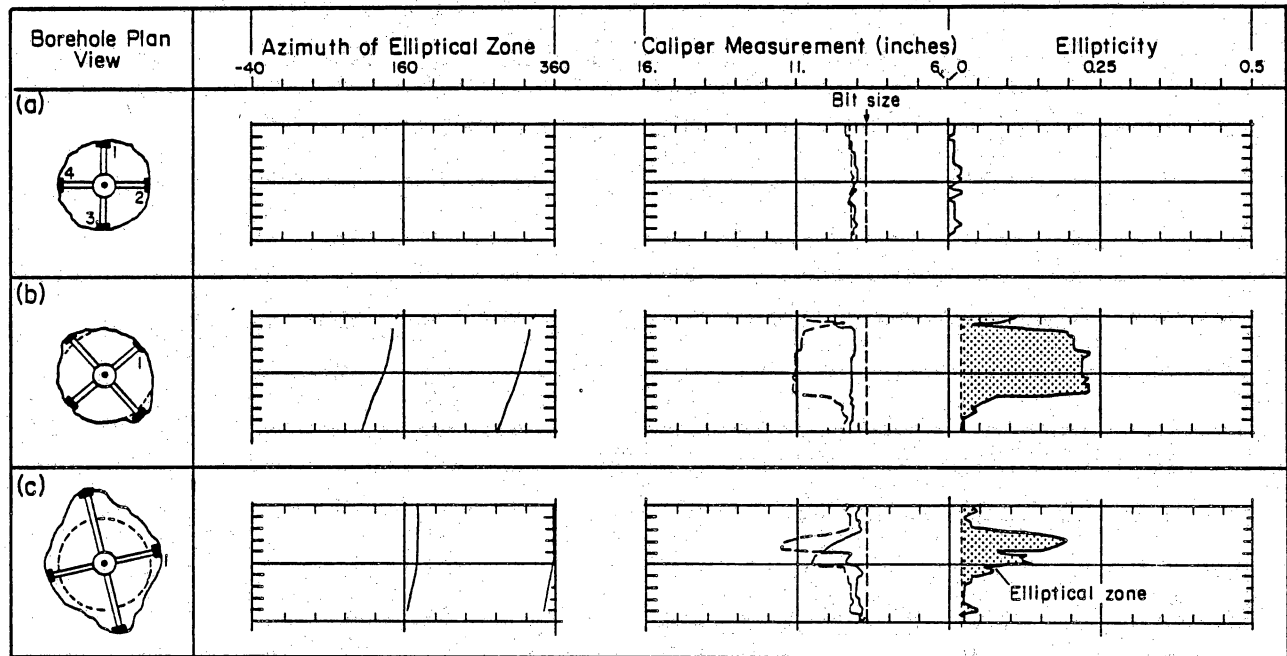 Borehole Plan
View
Azimuth of Elliptical Zone
-40 160 360
Caliper Measurement (inches)
16. 11. 6.
Ellipticity
0 0.25 0.5
(a)
Bit size
1
4
2
3
(b)
1
(c)
1
Elliptical zone